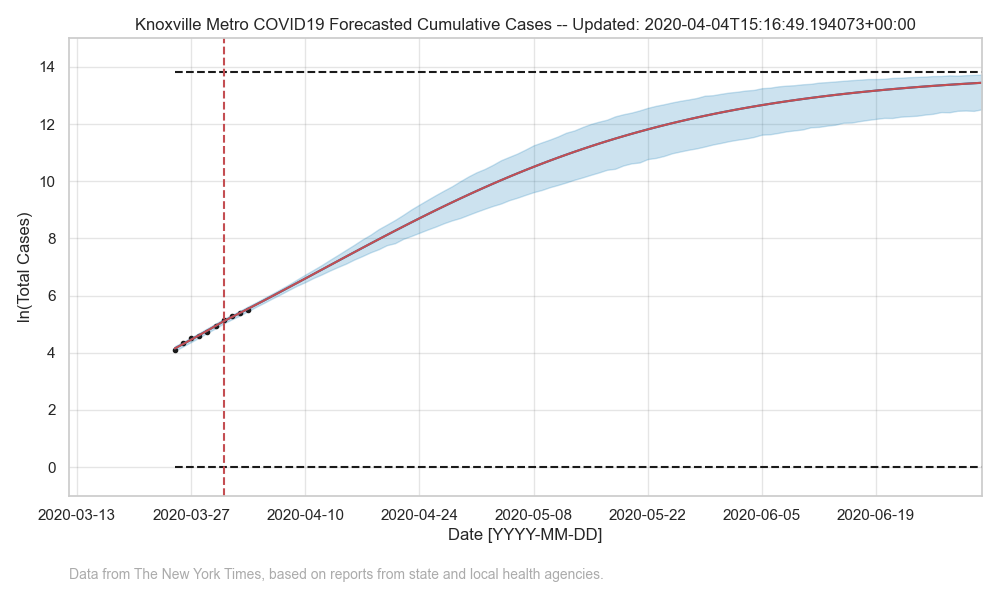 Knoxville Metro COVID19 Forecasted Cumulative Cases -- Updated: 2020-04-04T15:16:49.194073+00:00
14
12
10
8
6
4
2
0
ln(Total Cases)
2020-03-13 2020-03-27 2020-04-10 2020-04-24 2020-05-08 2020-05-22 2020-06-05 2020-06-19
Date [YYYY-MM-DD]
Data from The New York Times, based on reports from state and local health agencies.